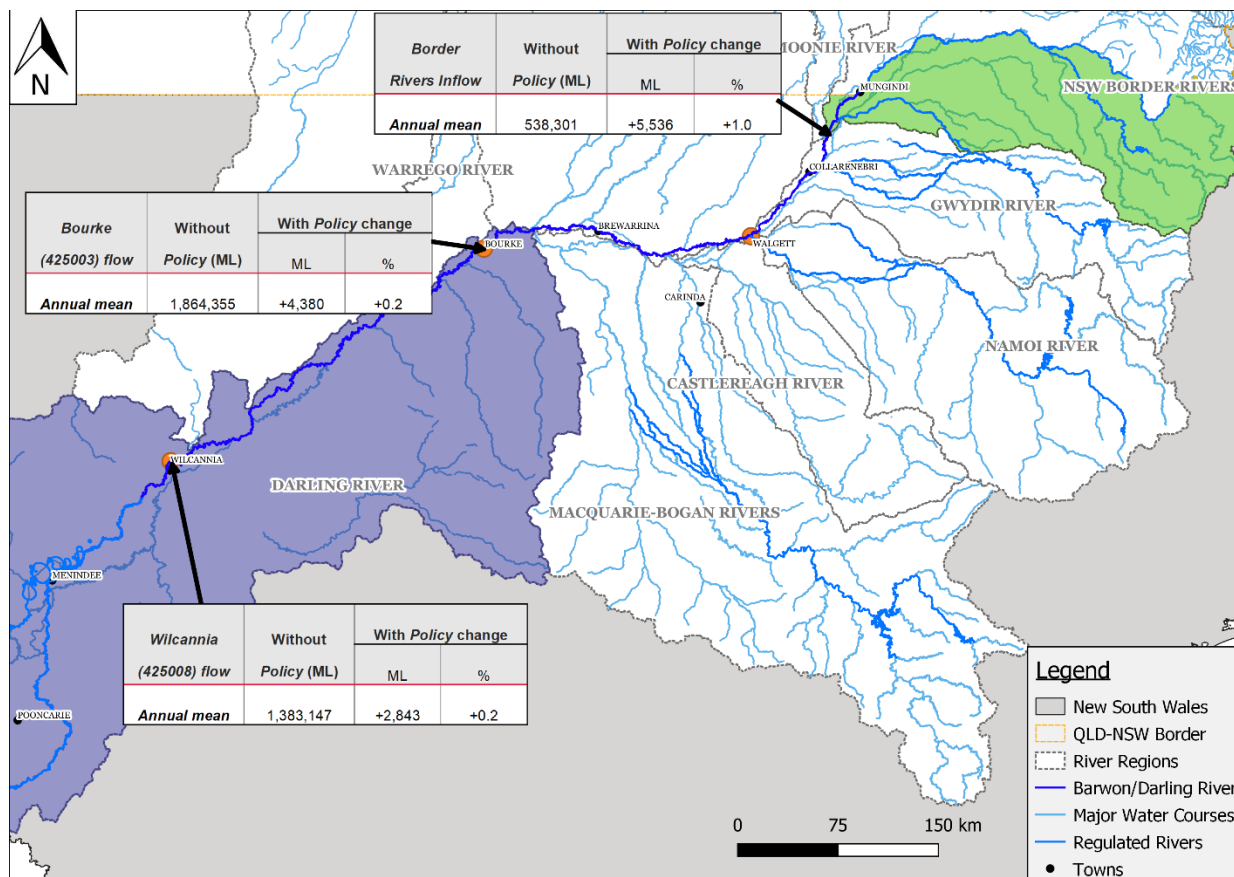 N
Border
Rivers Inflow
Without
Policy (ML)
With Policy change
ML
%
Annual mean
538,301
+5,536
+1.0
MOONIE RIVER
MUNGINDI
NSW BORDER RIVERS
WARREGO RIVER
COLLARENEBRI
GWYDIR RIVER
Bourke
(425003) flow
Without
Policy (ML)
With Policy change
ML
%
Annual mean
1,864,355
+4,380
+0.2
BOURKE
BREWARRINA
WALGETT
CARINDA
NAMOI RIVER
CASTLEREAGH RIVER
WILCANNIA
DARLING RIVER
MACQUARIE-BOGAN RIVERS
MENINDEE
Wilcannia
(425008) flow
Without
Policy (ML)
With Policy change
ML
%
Annual mean
1,383,147
+2,843
+0.2
POONCARIE
Legend
New South Wales
QLD-NSW Border
River Regions
Barwon/Darling River
Major Water Courses
Regulated Rivers
Towns
0 75 150 km